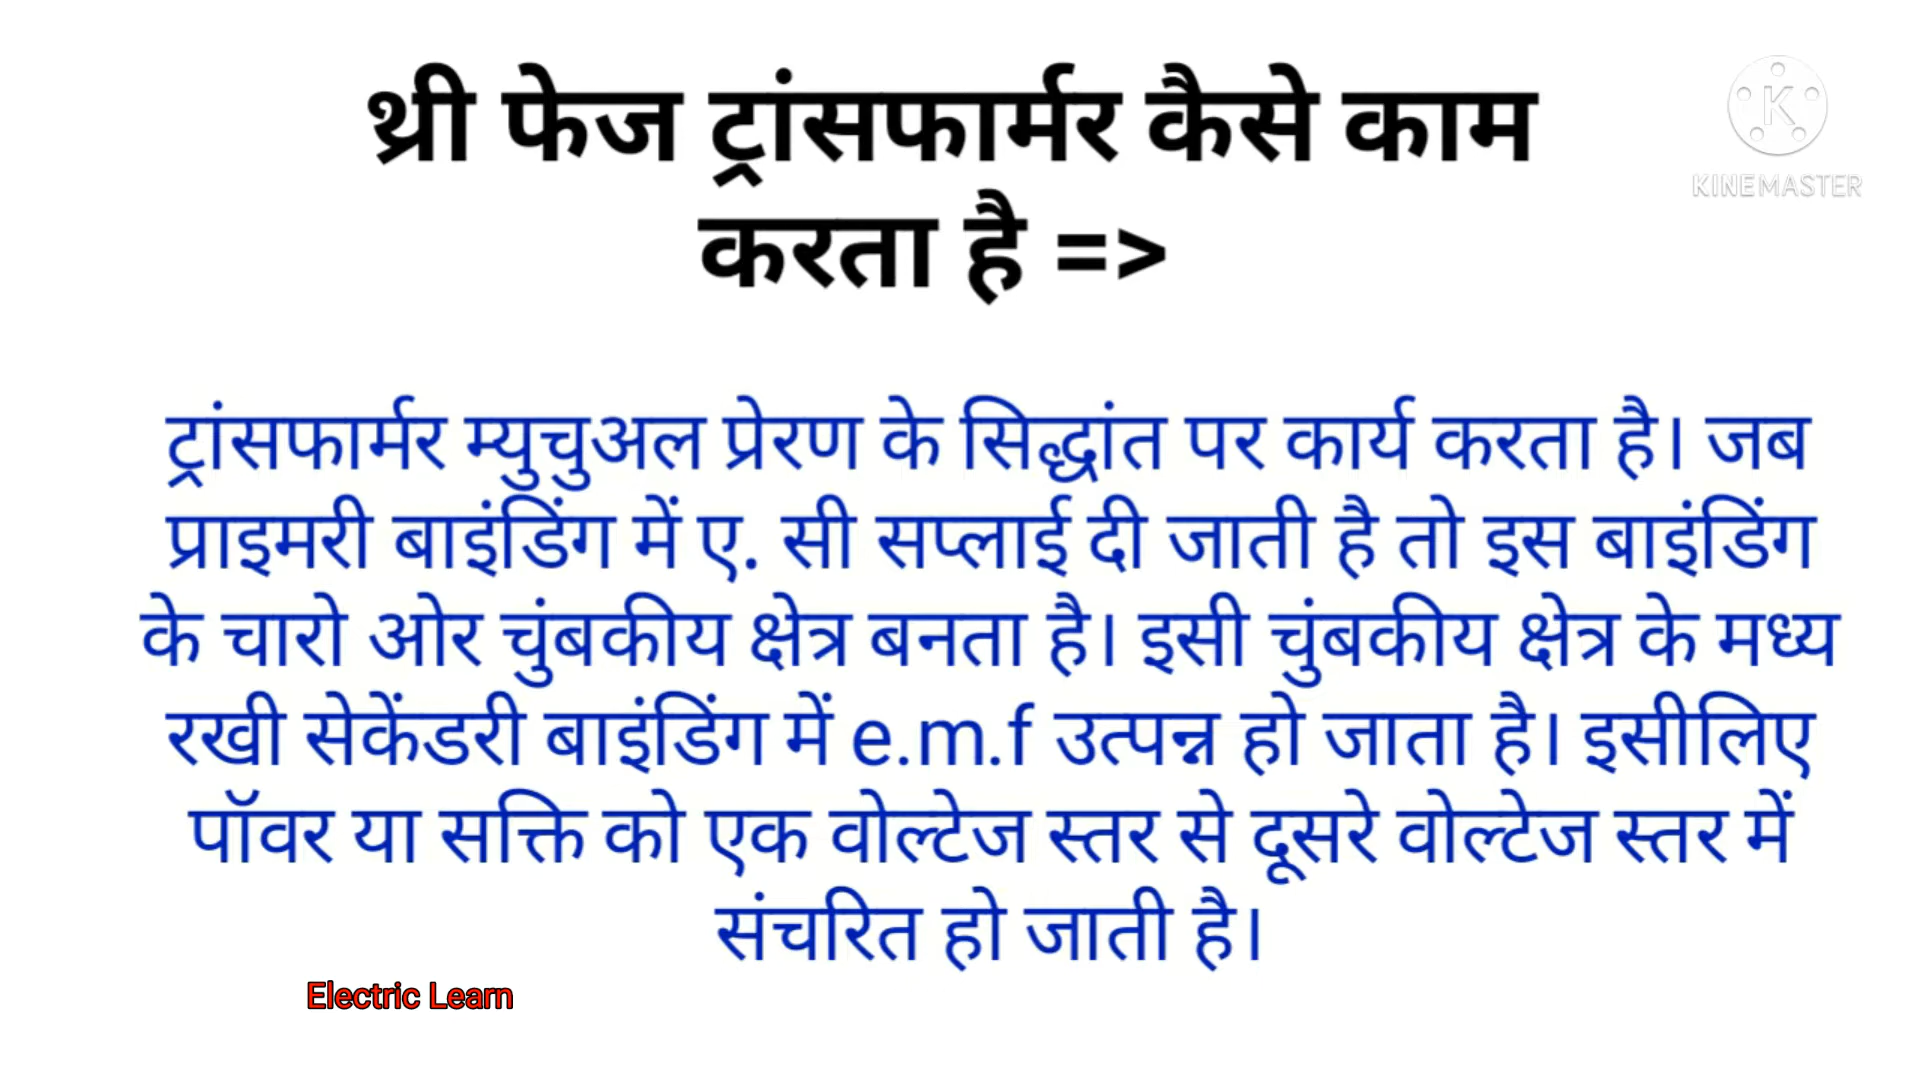 थ्री फेज ट्रांसफार्मर कैसे काम
करता है =>
K
KINEMASTER
ट्रांसफार्मर म्युचुअल प्रेरण के सिद्धांत पर कार्य करता है। जब
प्राइमरी बाइंडिंग में ए. सी सप्लाई दी जाती है तो इस बाइंडिंग
के चारो ओर चुंबकीय क्षेत्र बनता है। इसी चुंबकीय क्षेत्र के मध्य
रखी सेकेंडरी बाइंडिंग में e.m.f उत्पन्न हो जाता है। इसीलिए
पॉवर या सक्ति को एक वोल्टेज स्तर से दूसरे वोल्टेज स्तर में
संचरित हो जाती है।
Electric Learn